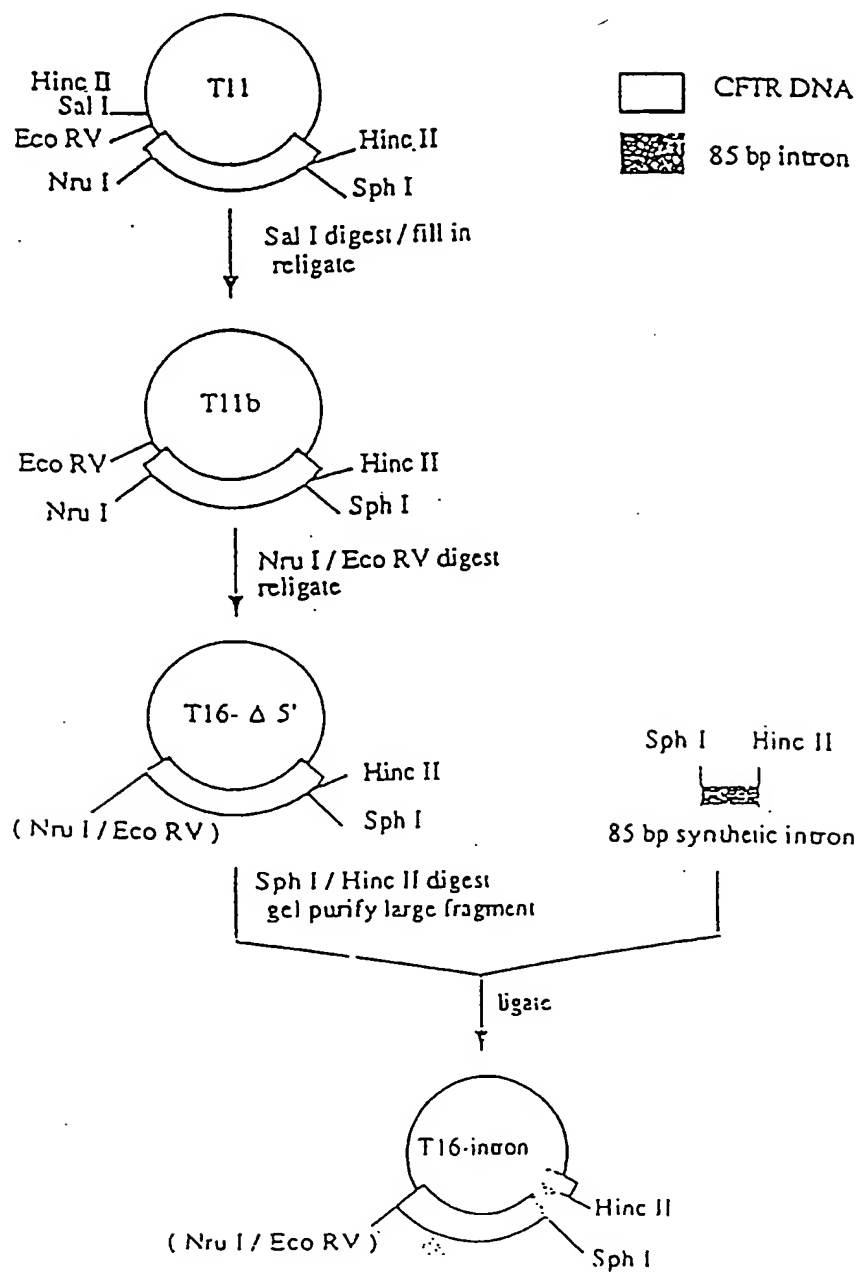 T11
Hinc II
Sal I
Eco RV
Nru I
Hinc II
Sph I
CFTR DNA
85 bp intron
Sal I digest / fill in
religate
T11b
Eco RV
Nru I
Hinc II
Sph I
Nru I / Eco RV digest
religate
T16- Δ 5'
Hinc II
Sph I
( Nru I / Eco RV )
Sph I Hinc II
85 bp synthetic intron
Sph I / Hinc II digest
gel purify large fragment
ligate
T16-intron
Hinc II
Sph I
( Nru I / Eco RV )